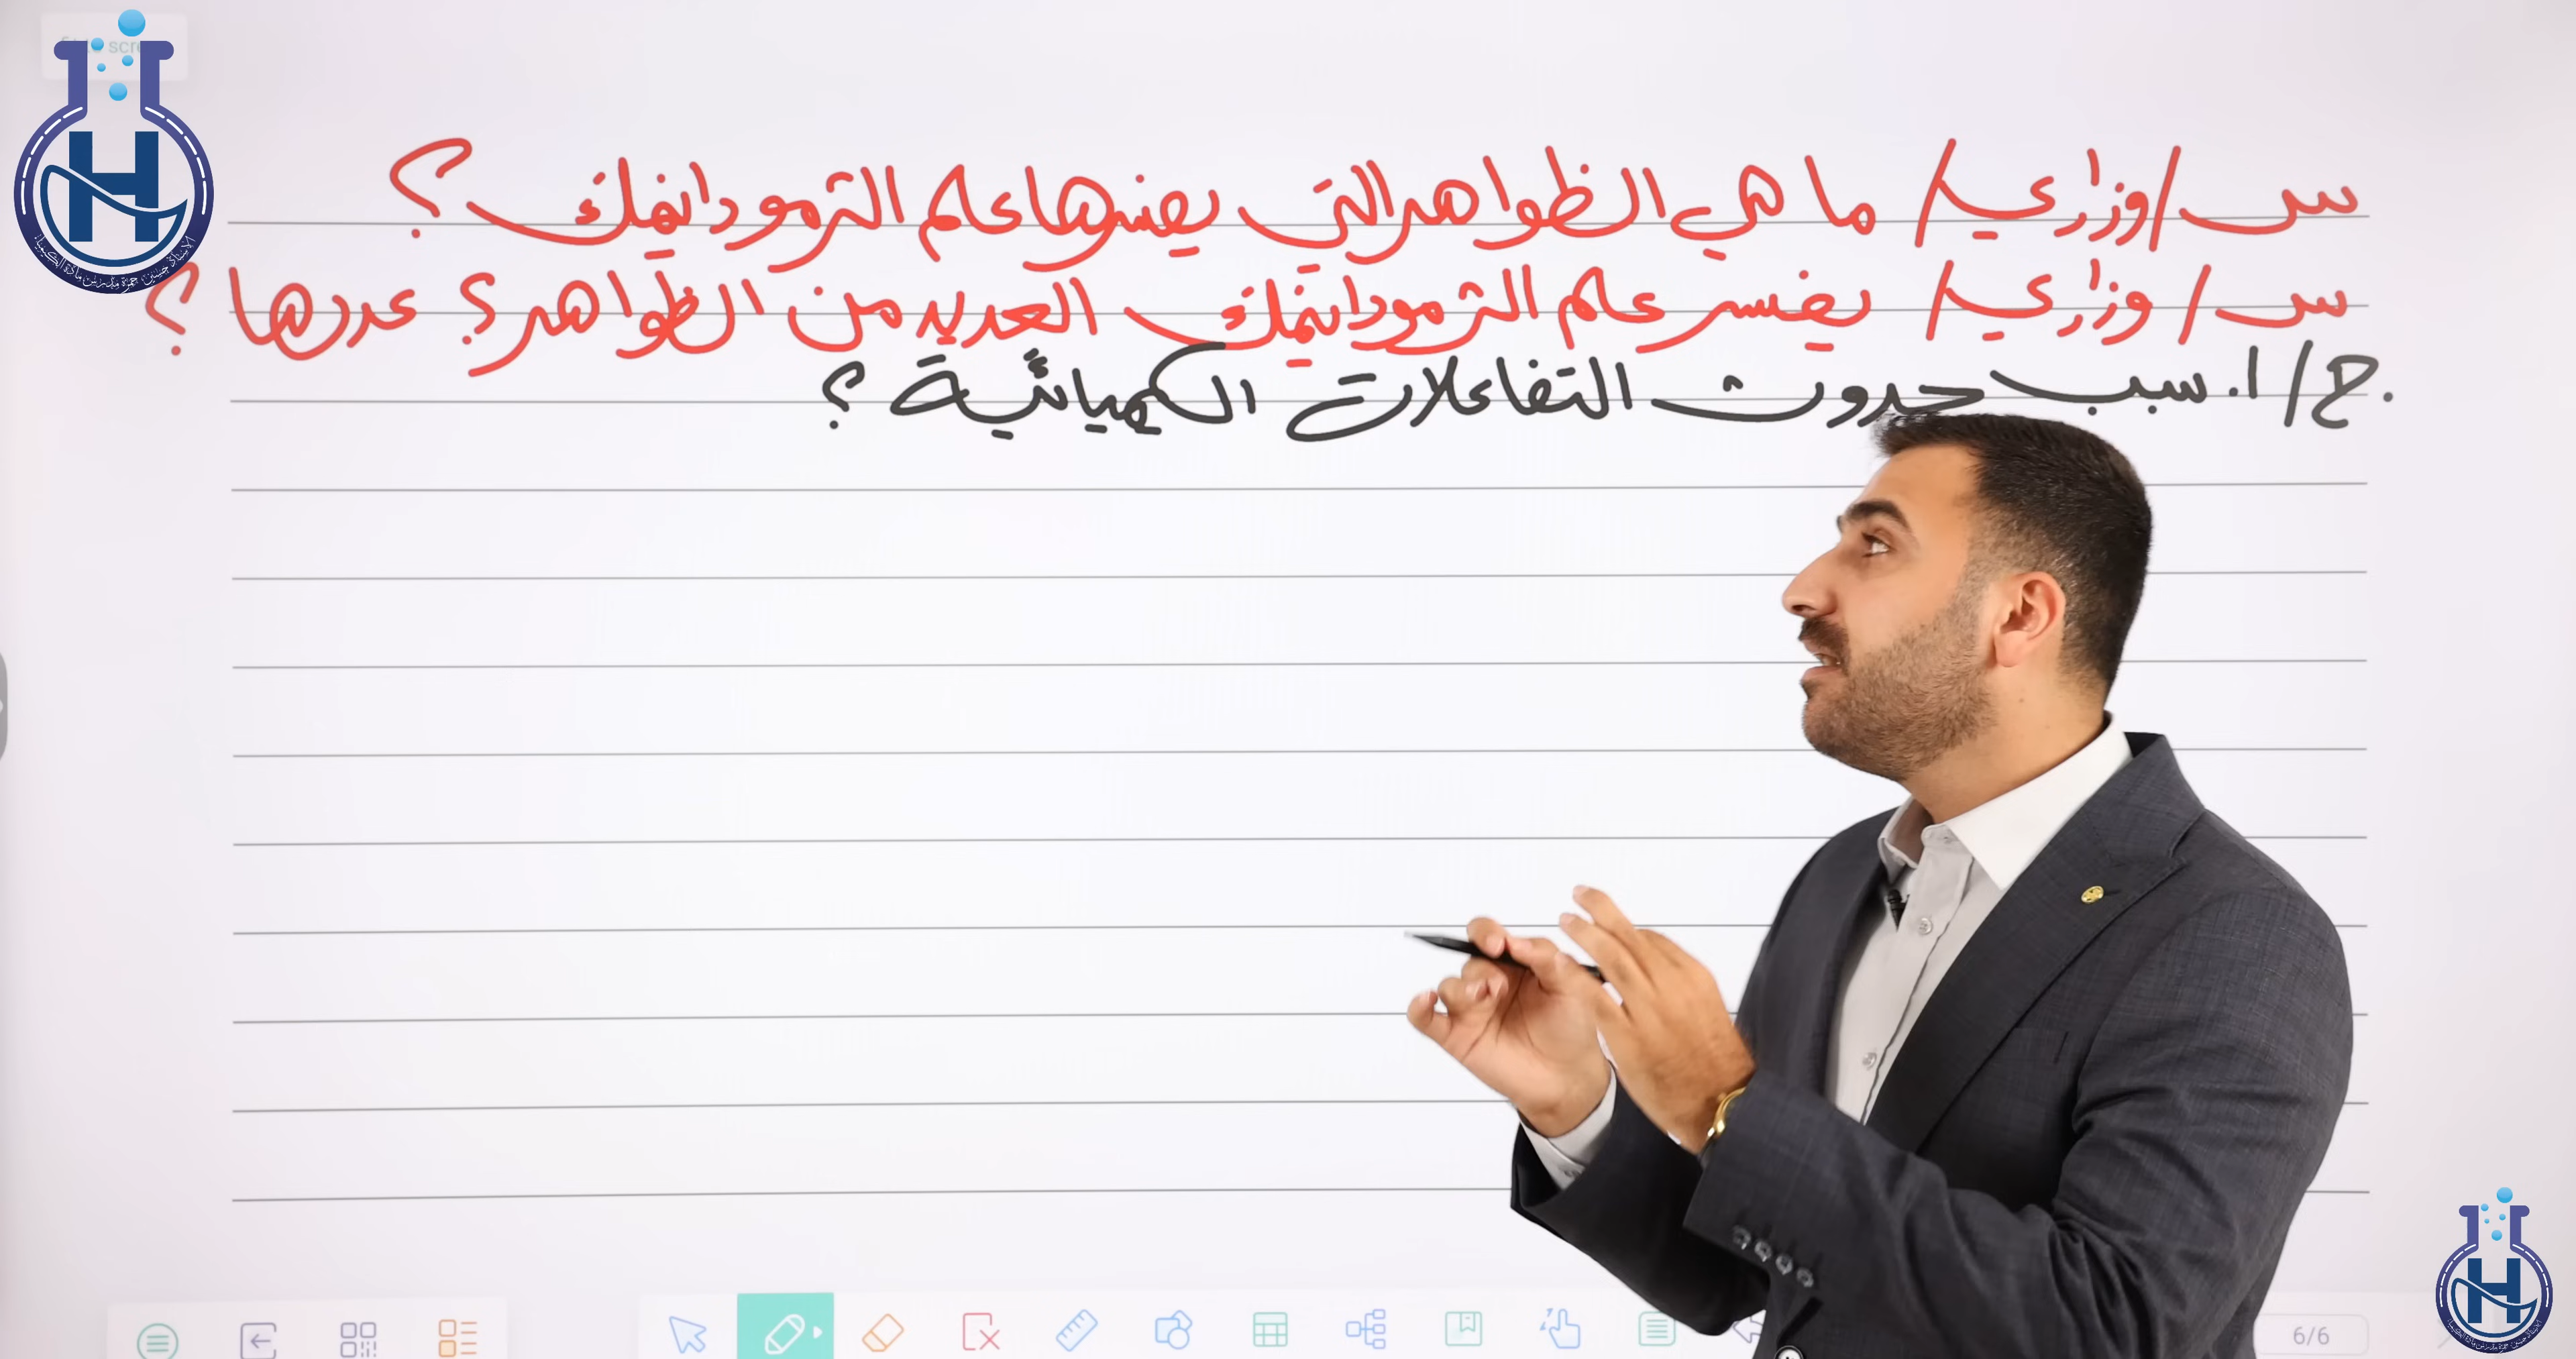 س/وزاري/ ما هي الظواهر التي يفسرها علم الثرموداينمك ؟
س/وزاري/ يفسر علم الثرموداينمك العديد من الظواهر ؟ عددها ؟
ج/ ١. سبب حدوث التفاعلات الكيميائية ؟
H
6/6
H